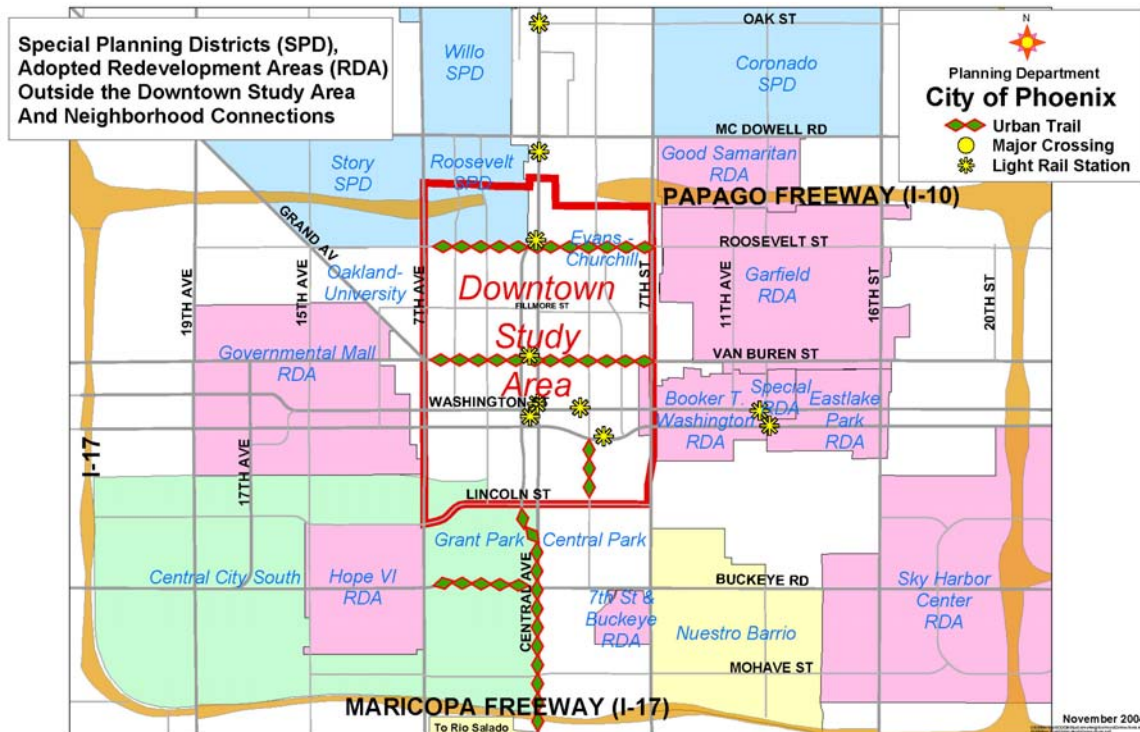 Special Planning Districts (SPD),
Adopted Redevelopment Areas (RDA)
Outside the Downtown Study Area
And Neighborhood Connections
N
Planning Department
City of Phoenix
Urban Trail
Major Crossing
Light Rail Station
OAK ST
Willo
SPD
Coronado
SPD
MC DOWELL RD
Story
SPD
Roosevelt
SPD
Good Samaritan
RDA
PAPAGO FREEWAY (I-10)
GRAND AV
ROOSEVELT ST
Evans -
Churchill
19TH AVE
15TH AVE
Oakland-
University
7TH AVE
Downtown
FILLMORE ST
Study
Area
7TH ST
11TH AVE
Garfield
RDA
16TH ST
20TH ST
Governmental Mall
RDA
VAN BUREN ST
WASHINGTON ST
Booker T.
Washington
RDA
Special
RDA
Eastlake
Park
RDA
I-17
17TH AVE
LINCOLN ST
Grant Park
Central Park
Central City South
Hope VI
RDA
CENTRAL AVE
BUCKEYE RD
7th St &
Buckeye
RDA
Nuestro Barrio
Sky Harbor
Center
RDA
MOHAVE ST
MARICOPA FREEWAY (I-17)
To Rio Salado